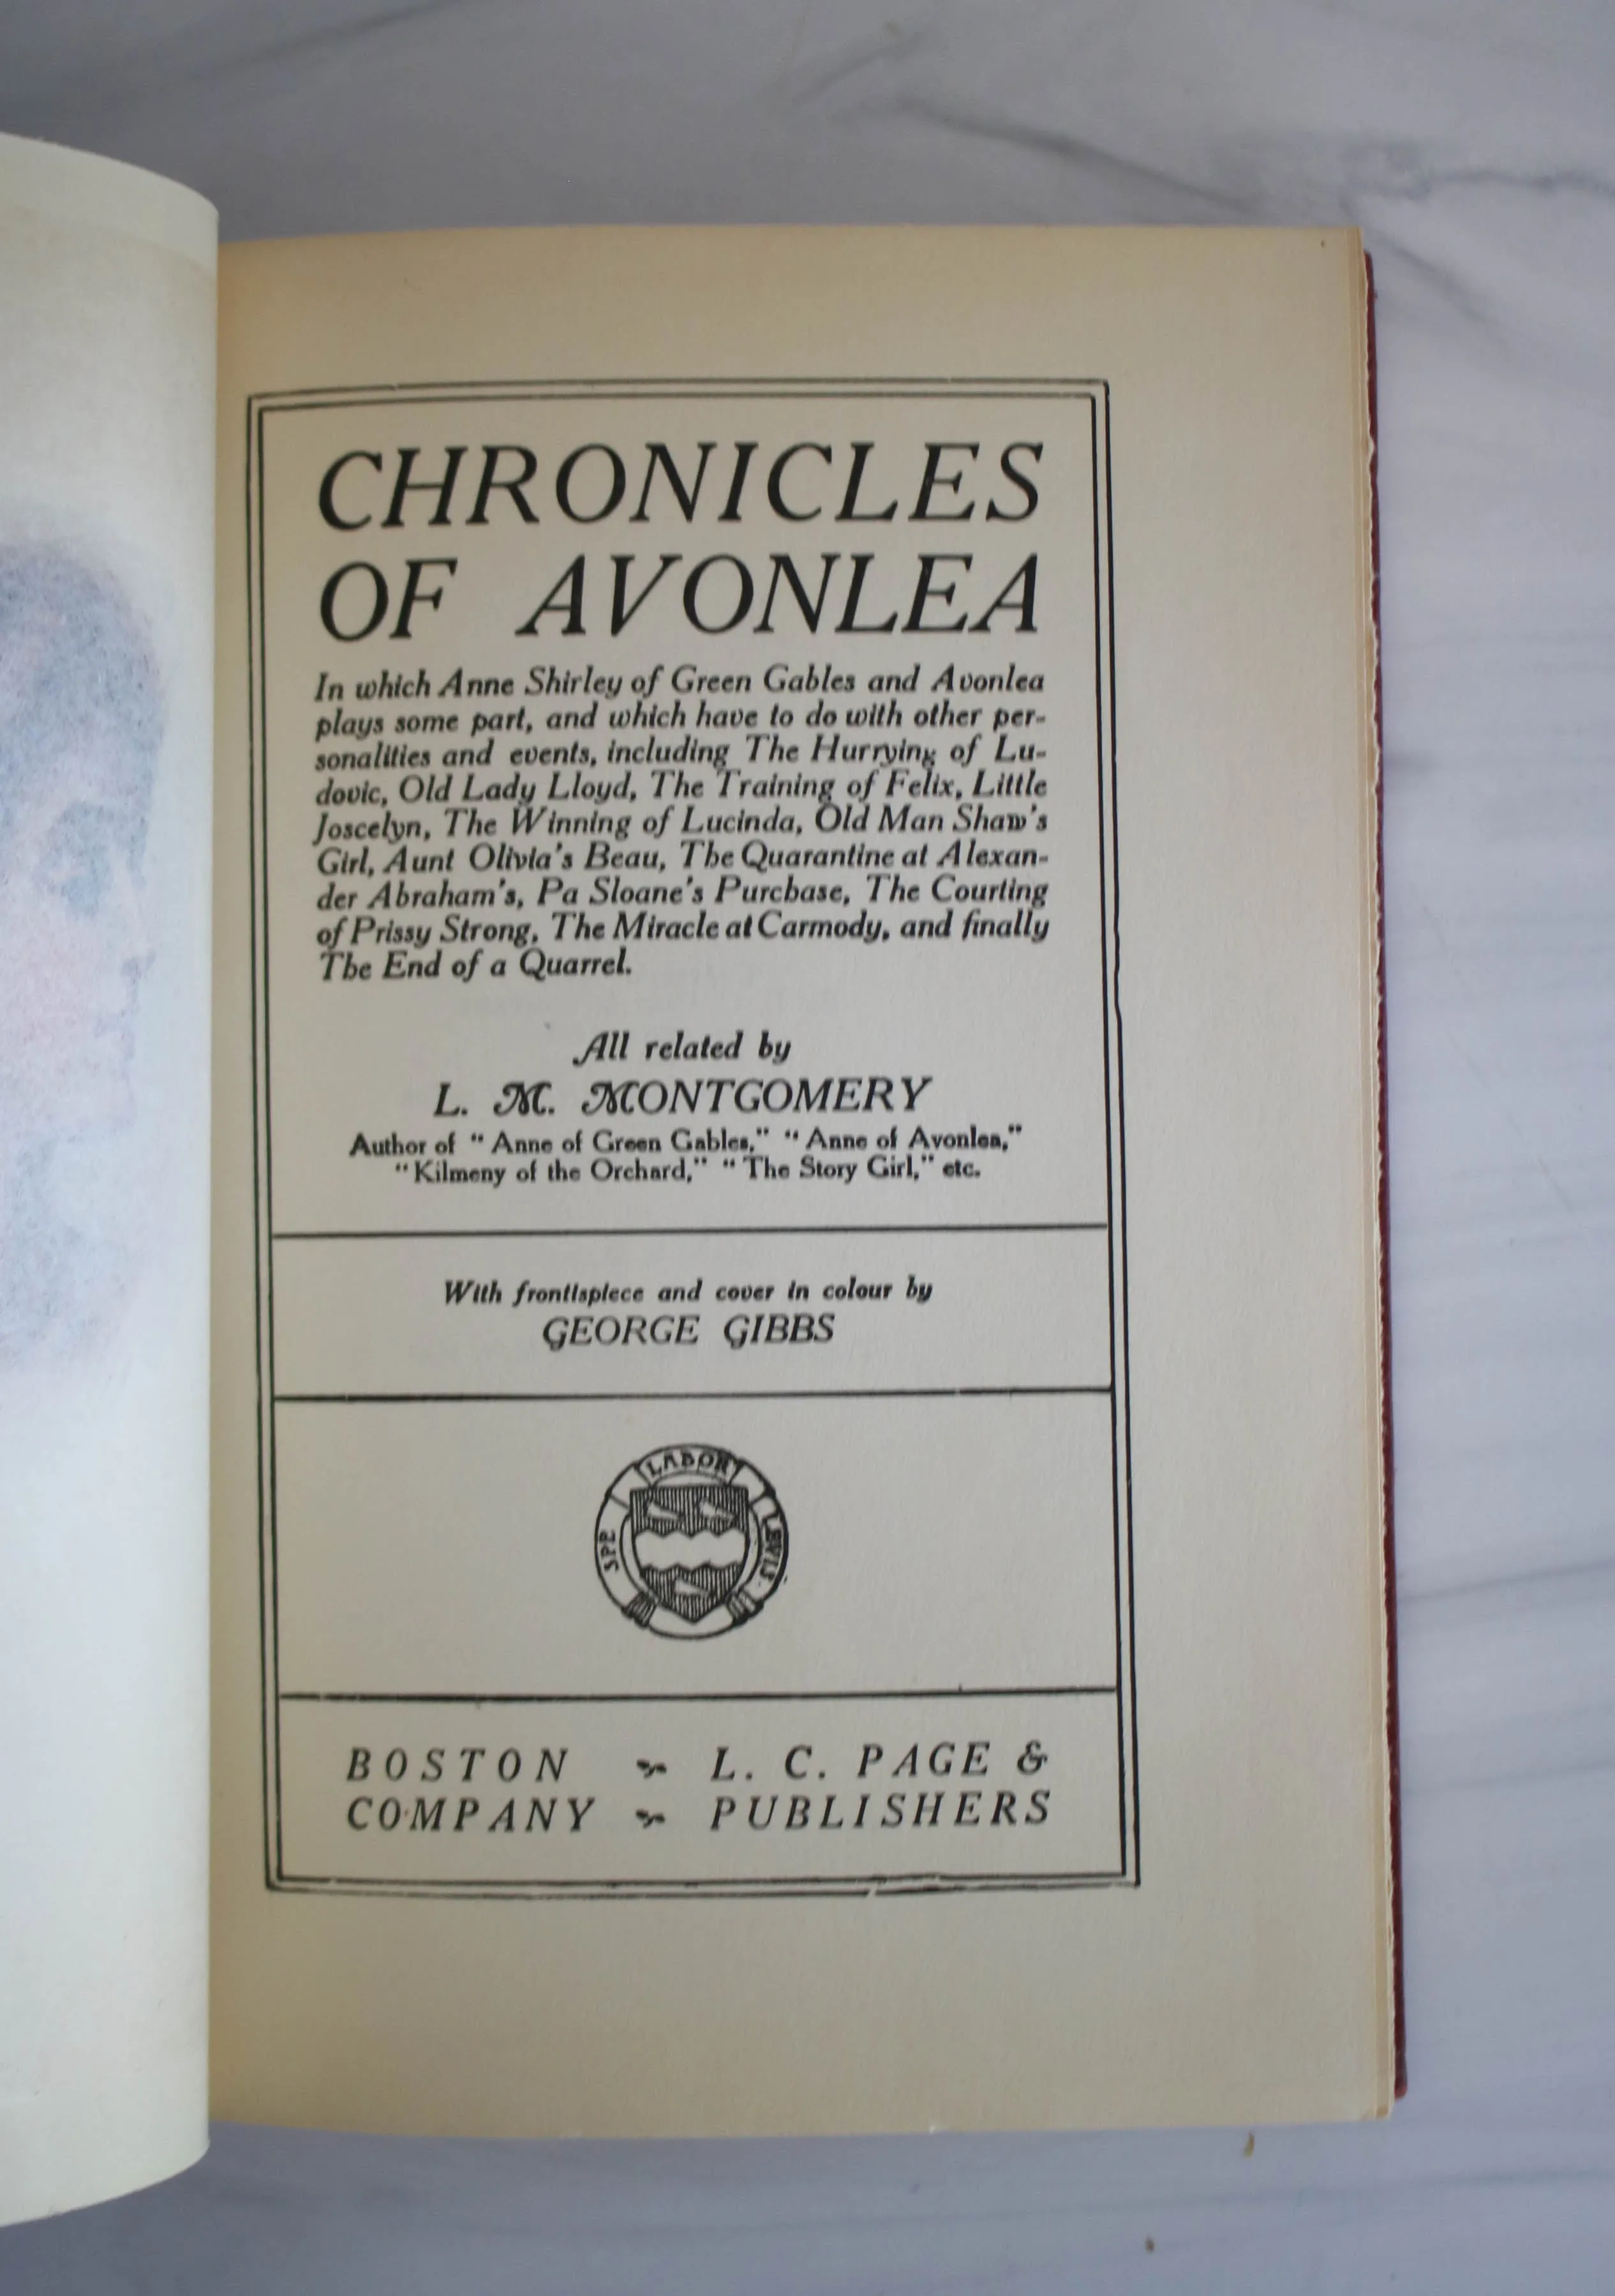 CHRONICLES
OF AVONLEA
In which Anne Shirley of Green Gables and Avonlea
plays some part, and which have to do with other per-
sonalities and events, including The Hurrying of Lu-
dovic, Old Lady Lloyd, The Training of Felix, Little
Joscelyn, The Winning of Lucinda, Old Man Shaw's
Girl, Aunt Olivia's Beau, The Quarantine at Alexan-
der Abraham's, Pa Sloane's Purchase, The Courting
of Prissy Strong, The Miracle at Carmody, and finally
The End of a Quarrel.
All related by
L. M. MONTGOMERY
Author of "Anne of Green Gables," "Anne of Avonlea,"
"Kilmeny of the Orchard," "The Story Girl," etc.
With frontispiece and cover in colour by
GEORGE GIBBS
SPE LABOR LEVIS
BOSTON L. C. PAGE &
COMPANY PUBLISHERS